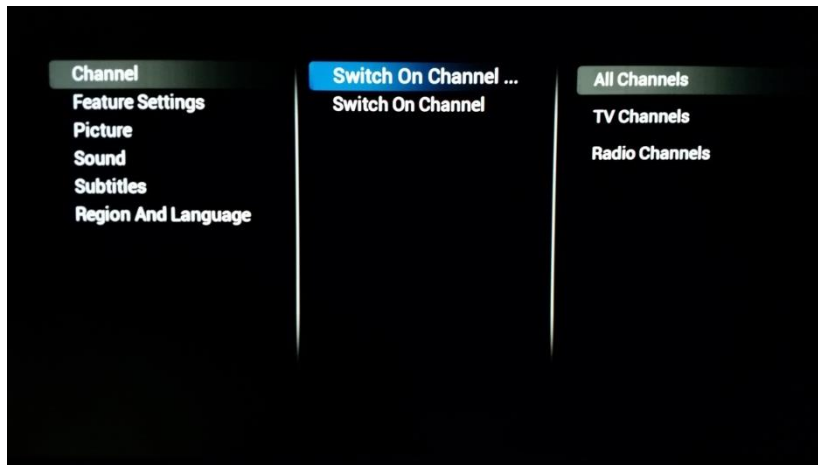 Channel
Feature Settings
Picture
Sound
Subtitles
Region And Language
Switch On Channel ...
Switch On Channel
All Channels
TV Channels
Radio Channels